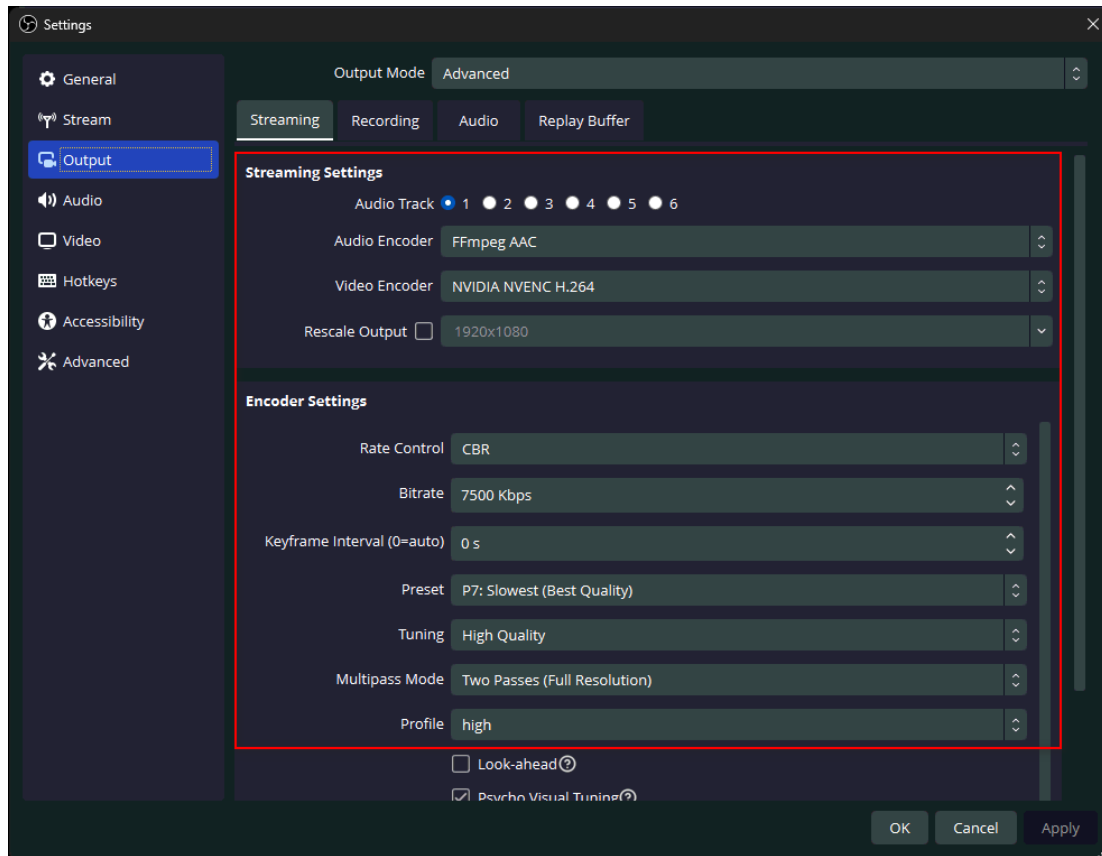 Settings
Output Mode Advanced
General
Stream
Output
Audio
Video
Hotkeys
Accessibility
Advanced
Streaming Recording Audio Replay Buffer
Streaming Settings
Audio Track 1 2 3 4 5 6
Audio Encoder FFmpeg AAC
Video Encoder NVIDIA NVENC H.264
Rescale Output 1920x1080
Encoder Settings
Rate Control CBR
Bitrate 7500 Kbps
Keyframe Interval (0=auto) 0 s
Preset P7: Slowest (Best Quality)
Tuning High Quality
Multipass Mode Two Passes (Full Resolution)
Profile high
Look-ahead
Psycho Visual Tuning
OK Cancel Apply